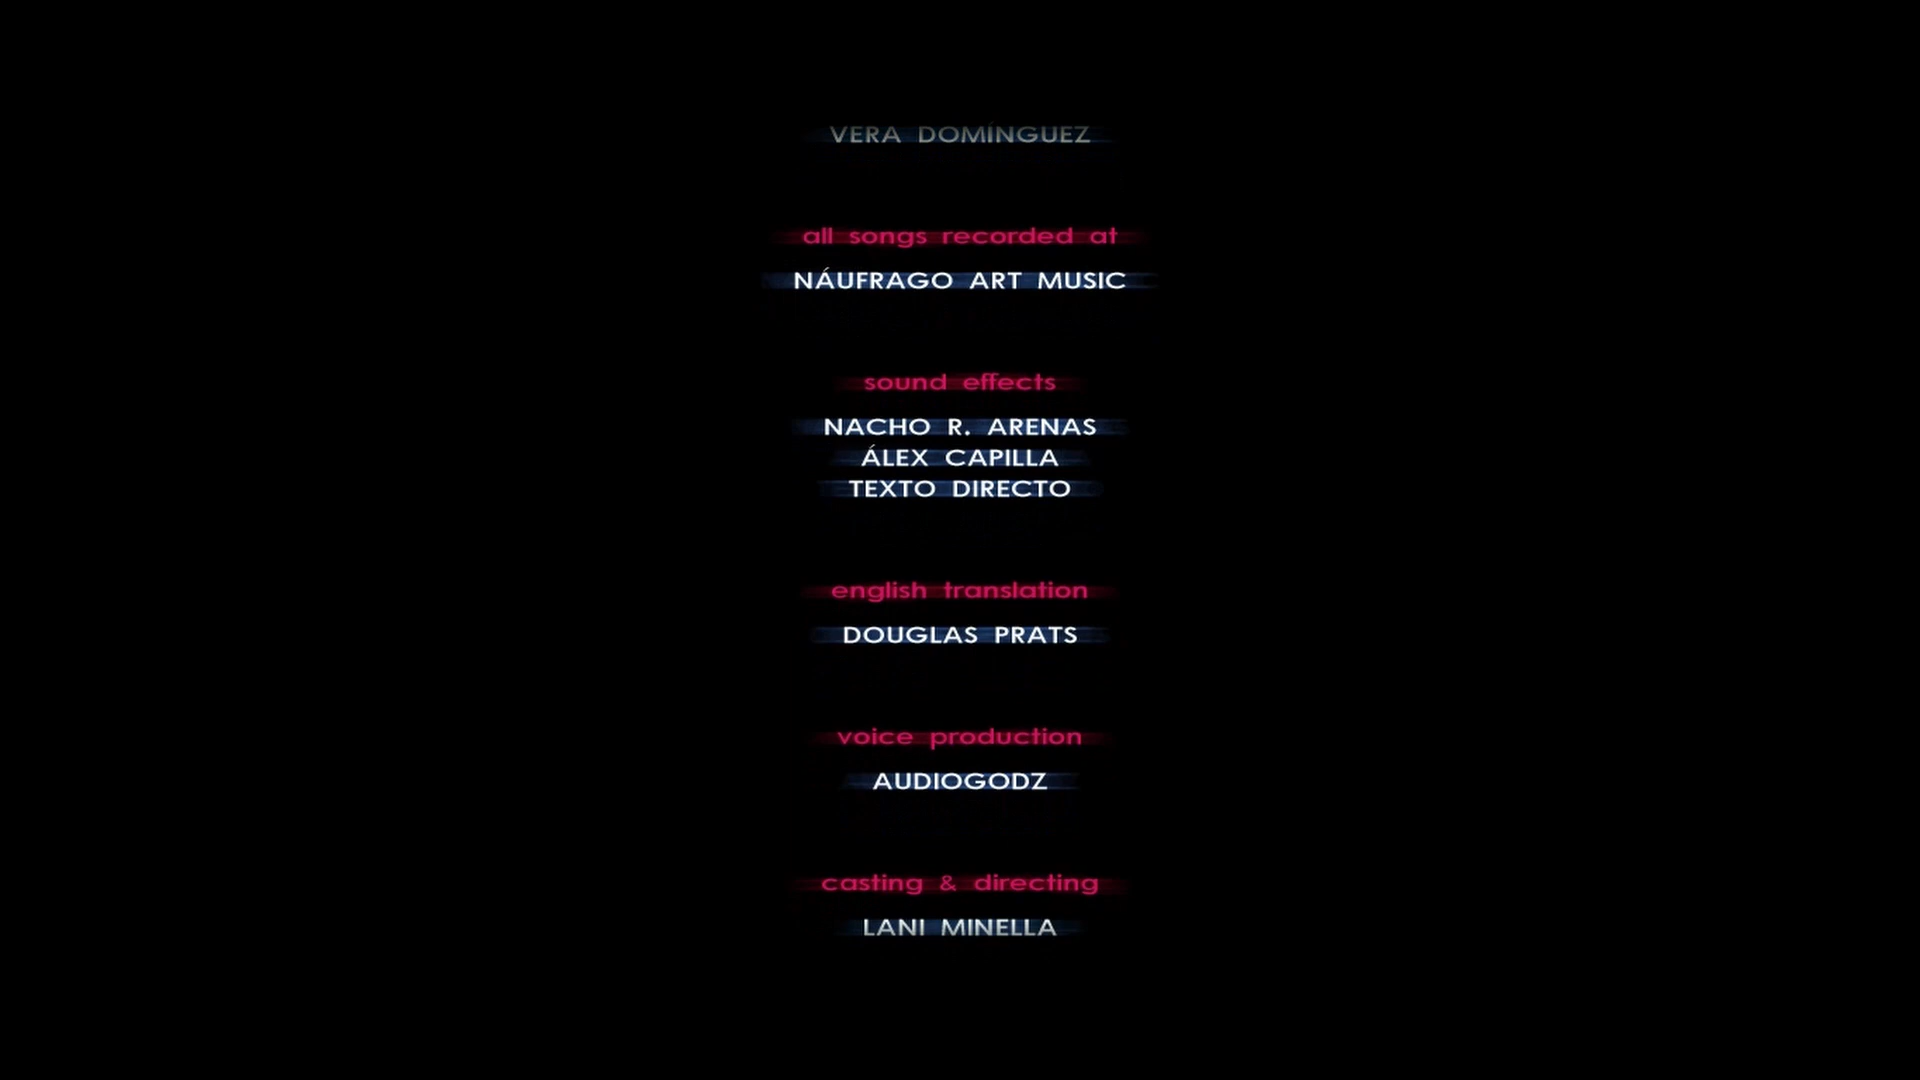 VERA DOMÍNGUEZ
all songs recorded at
NÁUFRAGO ART MUSIC
sound effects
NACHO R. ARENAS
ÁLEX CAPILLA
TEXTO DIRECTO
english translation
DOUGLAS PRATS
voice production
AUDIOGODZ
casting & directing
LANI MINELLA